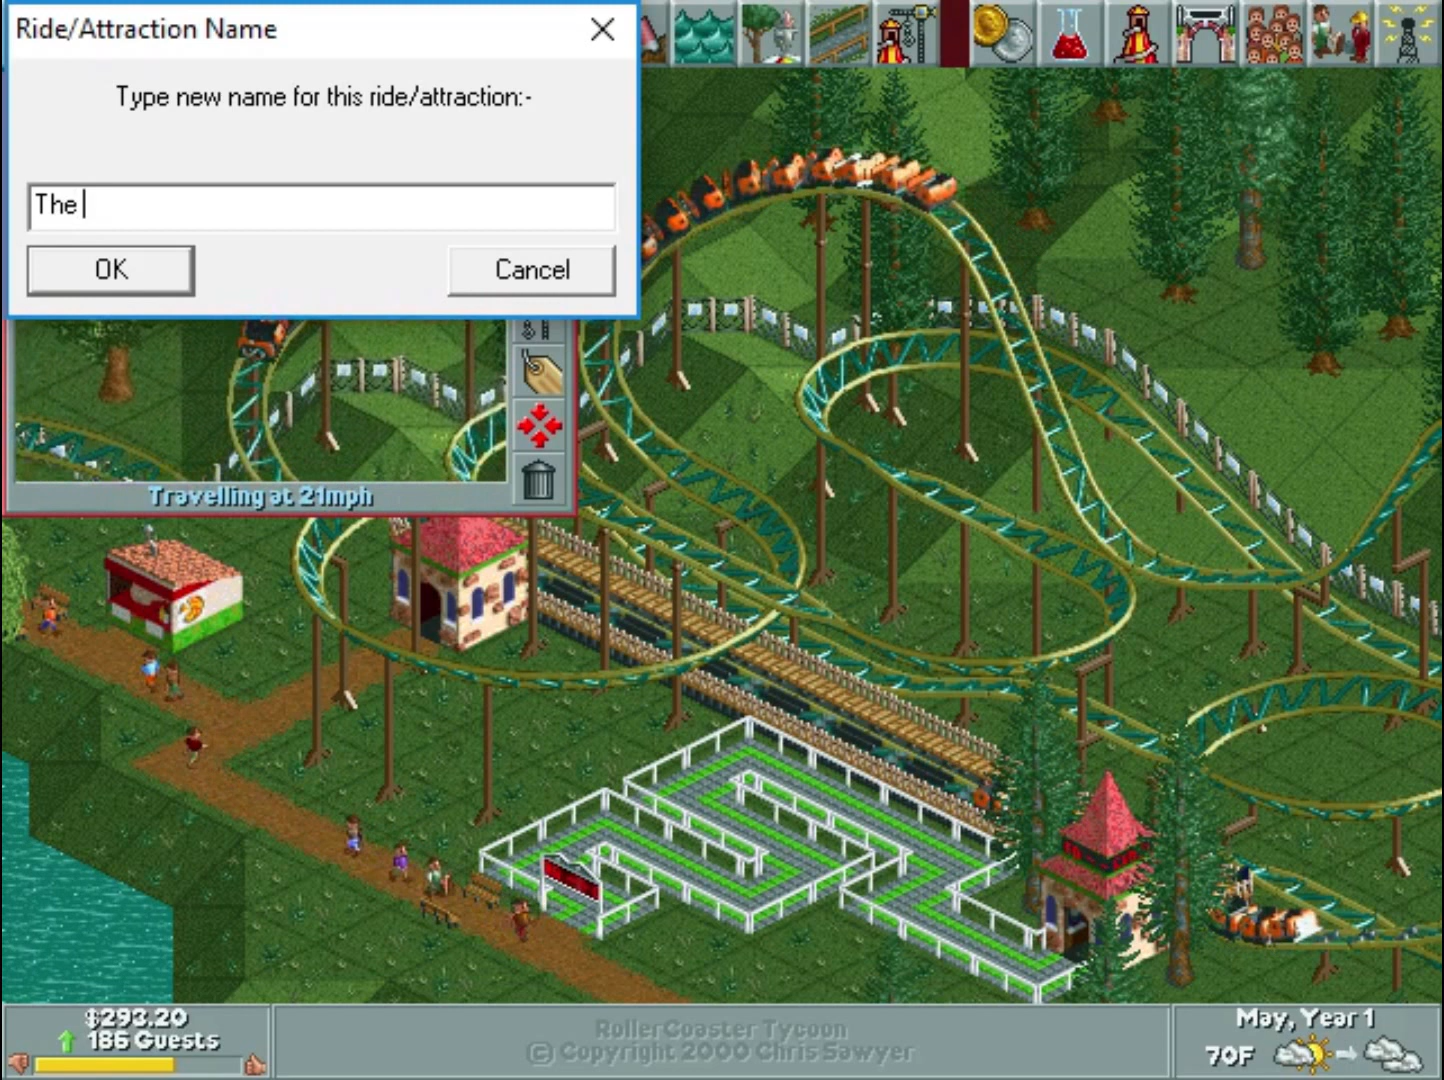 Ride/Attraction Name
Type new name for this ride/attraction:-
The
OK
Cancel
Travelling at 21mph
$293.20
186 Guests
RollerCoaster Tycoon
© Copyright 2000 Chris Sawyer
May, Year 1
70F